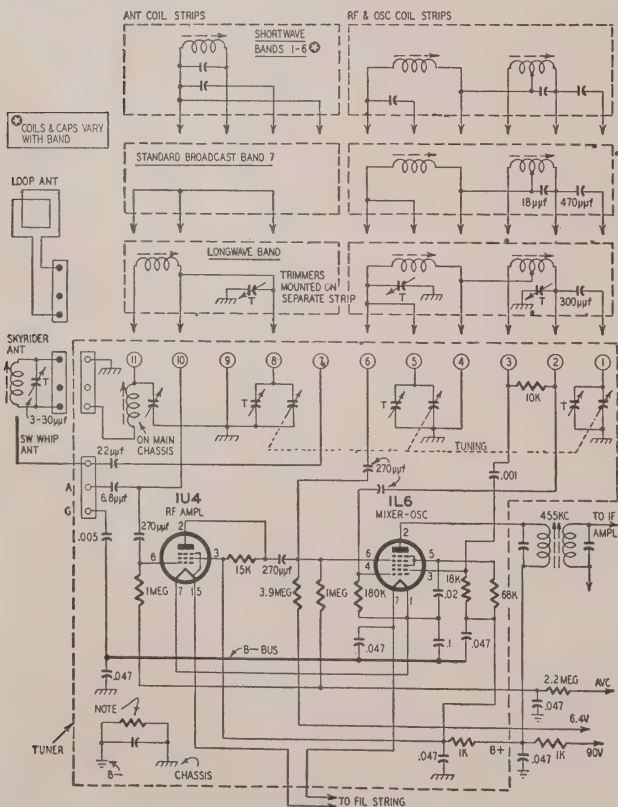 ANT COIL STRIPS
RF & OSC COIL STRIPS
SHORTWAVE
BANDS 1-6
COILS & CAPS VARY
WITH BAND
STANDARD BROADCAST BAND 7
18μμf
470μμf
LOOP ANT
LONGWAVE BAND
TRIMMERS
MOUNTED ON
SEPARATE STRIP
T
T
T
300μμf
SKYRIDER
ANT
11
10
9
8
7
6
5
4
3
2
1
T
T
T
T
10K
3-30μμf
ON MAIN
CHASSIS
TUNING
SW WHIP
ANT
22μμf
270μμf
.001
A
6.8μμf
1U4
RF AMPL
1L6
MIXER-OSC
455KC
TO IF
AMPL
G
.005
270μμf
2
6
3
7
1
5
15K
270μμf
2
6
4
5
3
7
1
18K
.02
68K
1MEG
3.9MEG
1MEG
180K
.047
.1
.047
B-BUS
.047
2.2MEG
AVC
.047
NOTE
6.4V
TUNER
B-
CHASSIS
.047
1K
B+
.047
1K
90V
TO FIL STRING